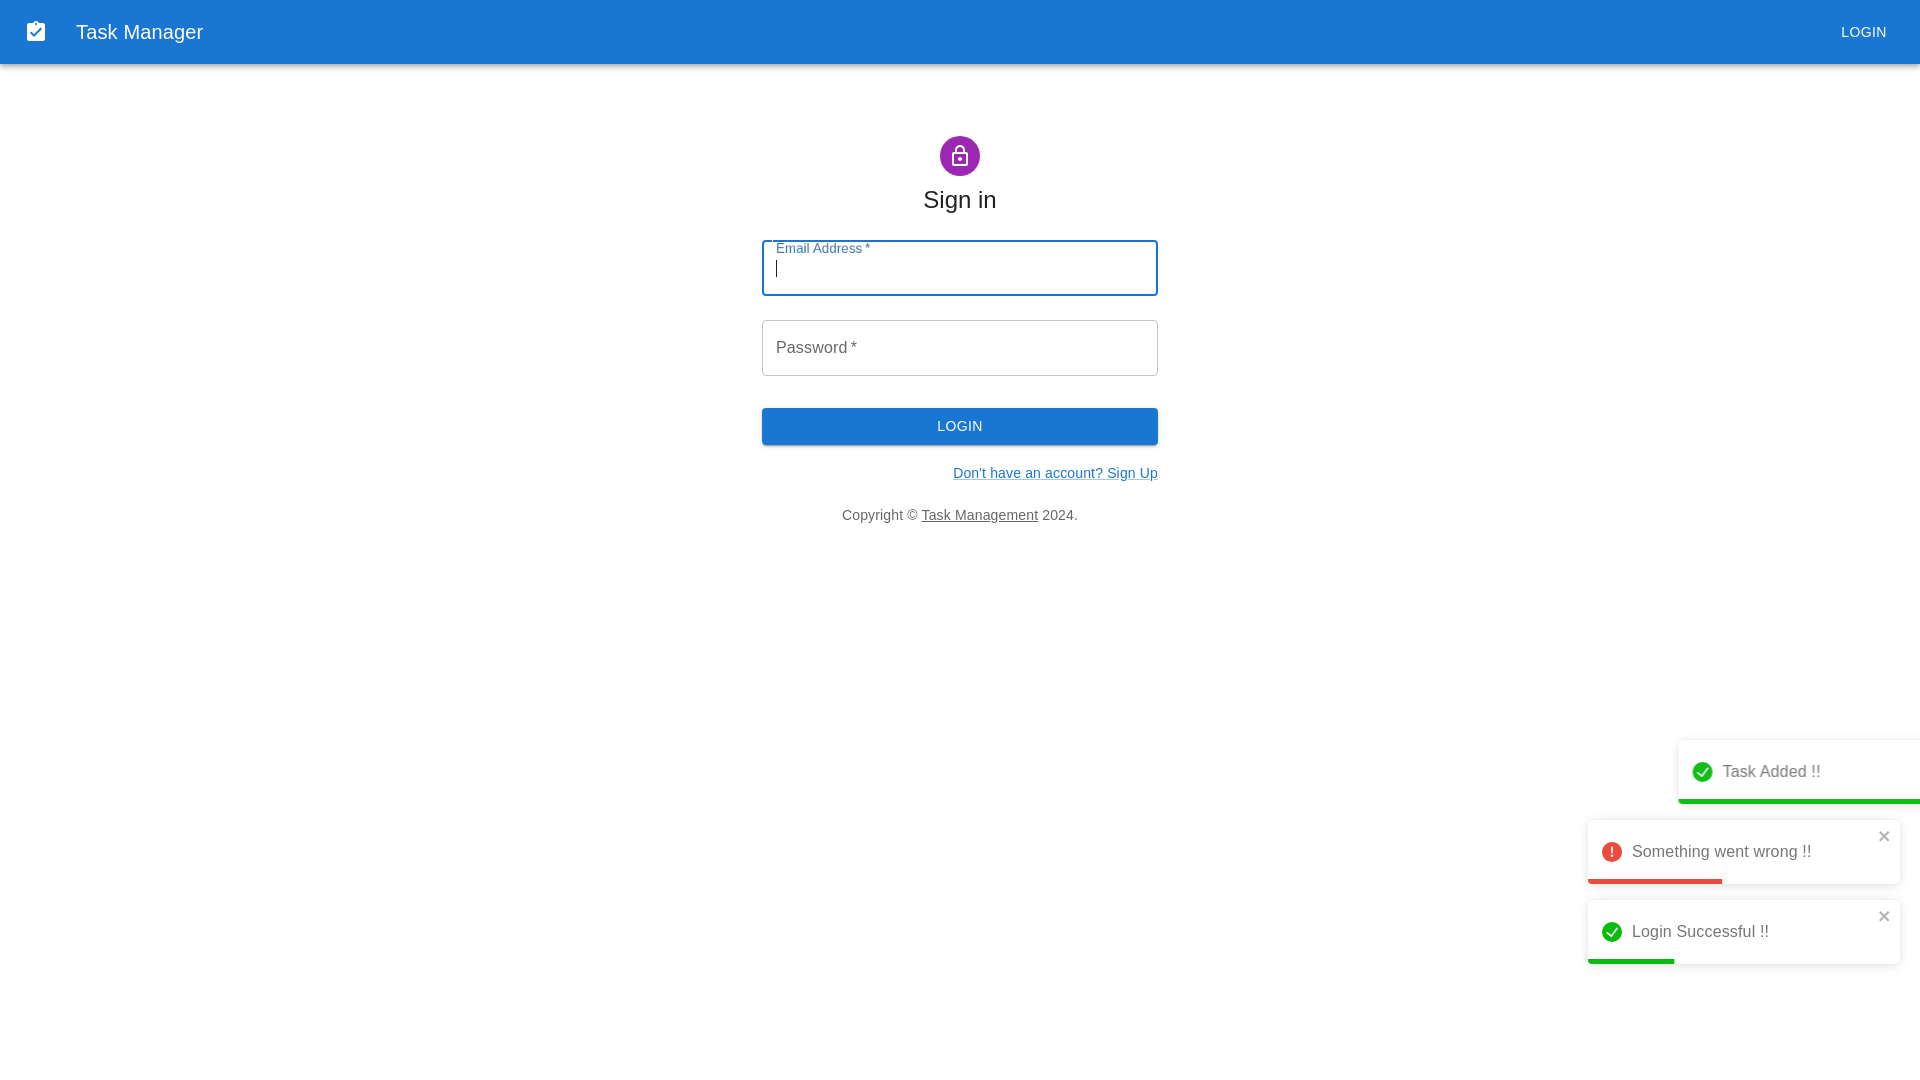 Task Manager
LOGIN
Sign in
Email Address *
Password *
LOGIN
Don't have an account? Sign Up
Copyright © Task Management 2024.
Task Added !!
Something went wrong !!
Login Successful !!